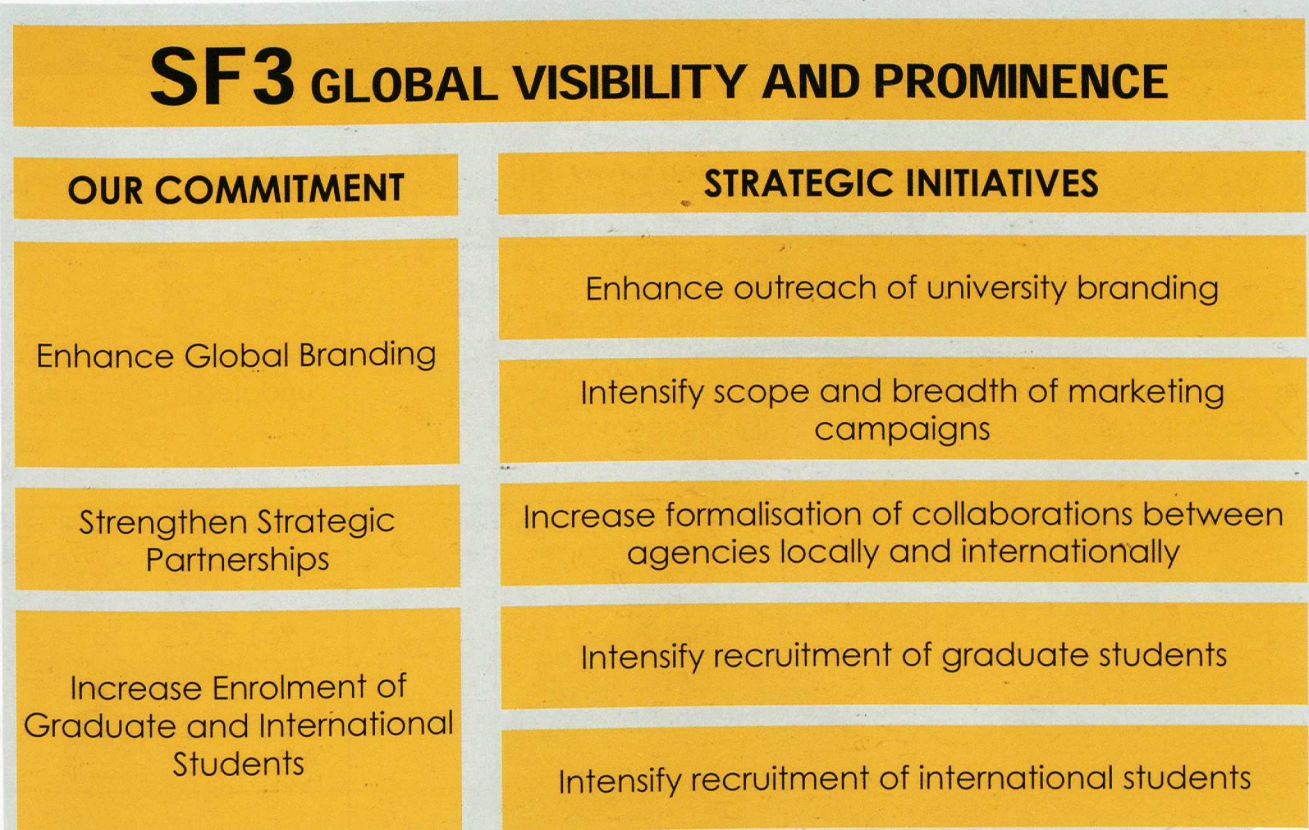 SF3 GLOBAL VISIBILITY AND PROMINENCE
OUR COMMITMENT
STRATEGIC INITIATIVES
Enhance Global Branding
Enhance outreach of university branding
Intensify scope and breadth of marketing
campaigns
Strengthen Strategic
Partnerships
Increase formalisation of collaborations between
agencies locally and internationally
Increase Enrolment of
Graduate and International
Students
Intensify recruitment of graduate students
Intensify recruitment of international students